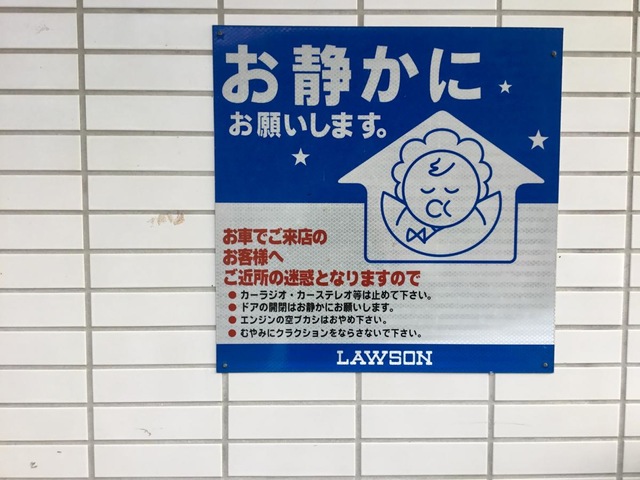 お静かに
お願いします。
お車でご来店の
お客様へ
ご近所の迷惑となりますので
● カーラジオ・カーステレオ等は止めて下さい。
● ドアの開閉はお静かにお願いします。
● エンジンの空ブカシはおやめ下さい。
● むやみにクラクションをならさないで下さい。
LAWSON